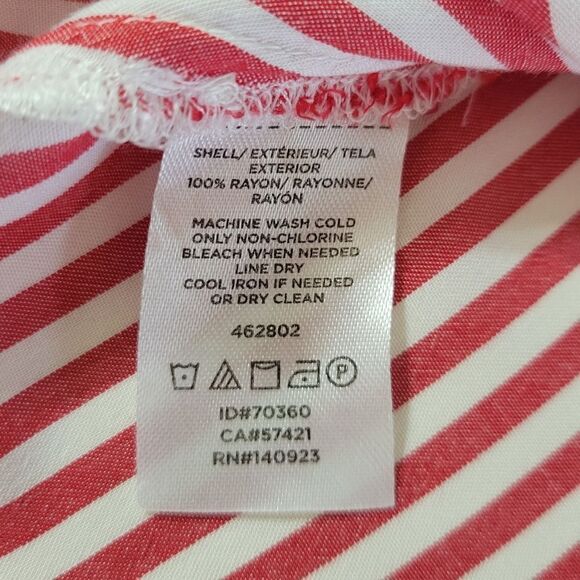 SHELL/ EXTÉRIEUR/ TELA
EXTERIOR
100% RAYON/ RAYONNE/
RAYÓN
MACHINE WASH COLD
ONLY NON-CHLORINE
BLEACH WHEN NEEDED
LINE DRY
COOL IRON IF NEEDED
OR DRY CLEAN
462802
P
ID#70360
CA#57421
RN#140923